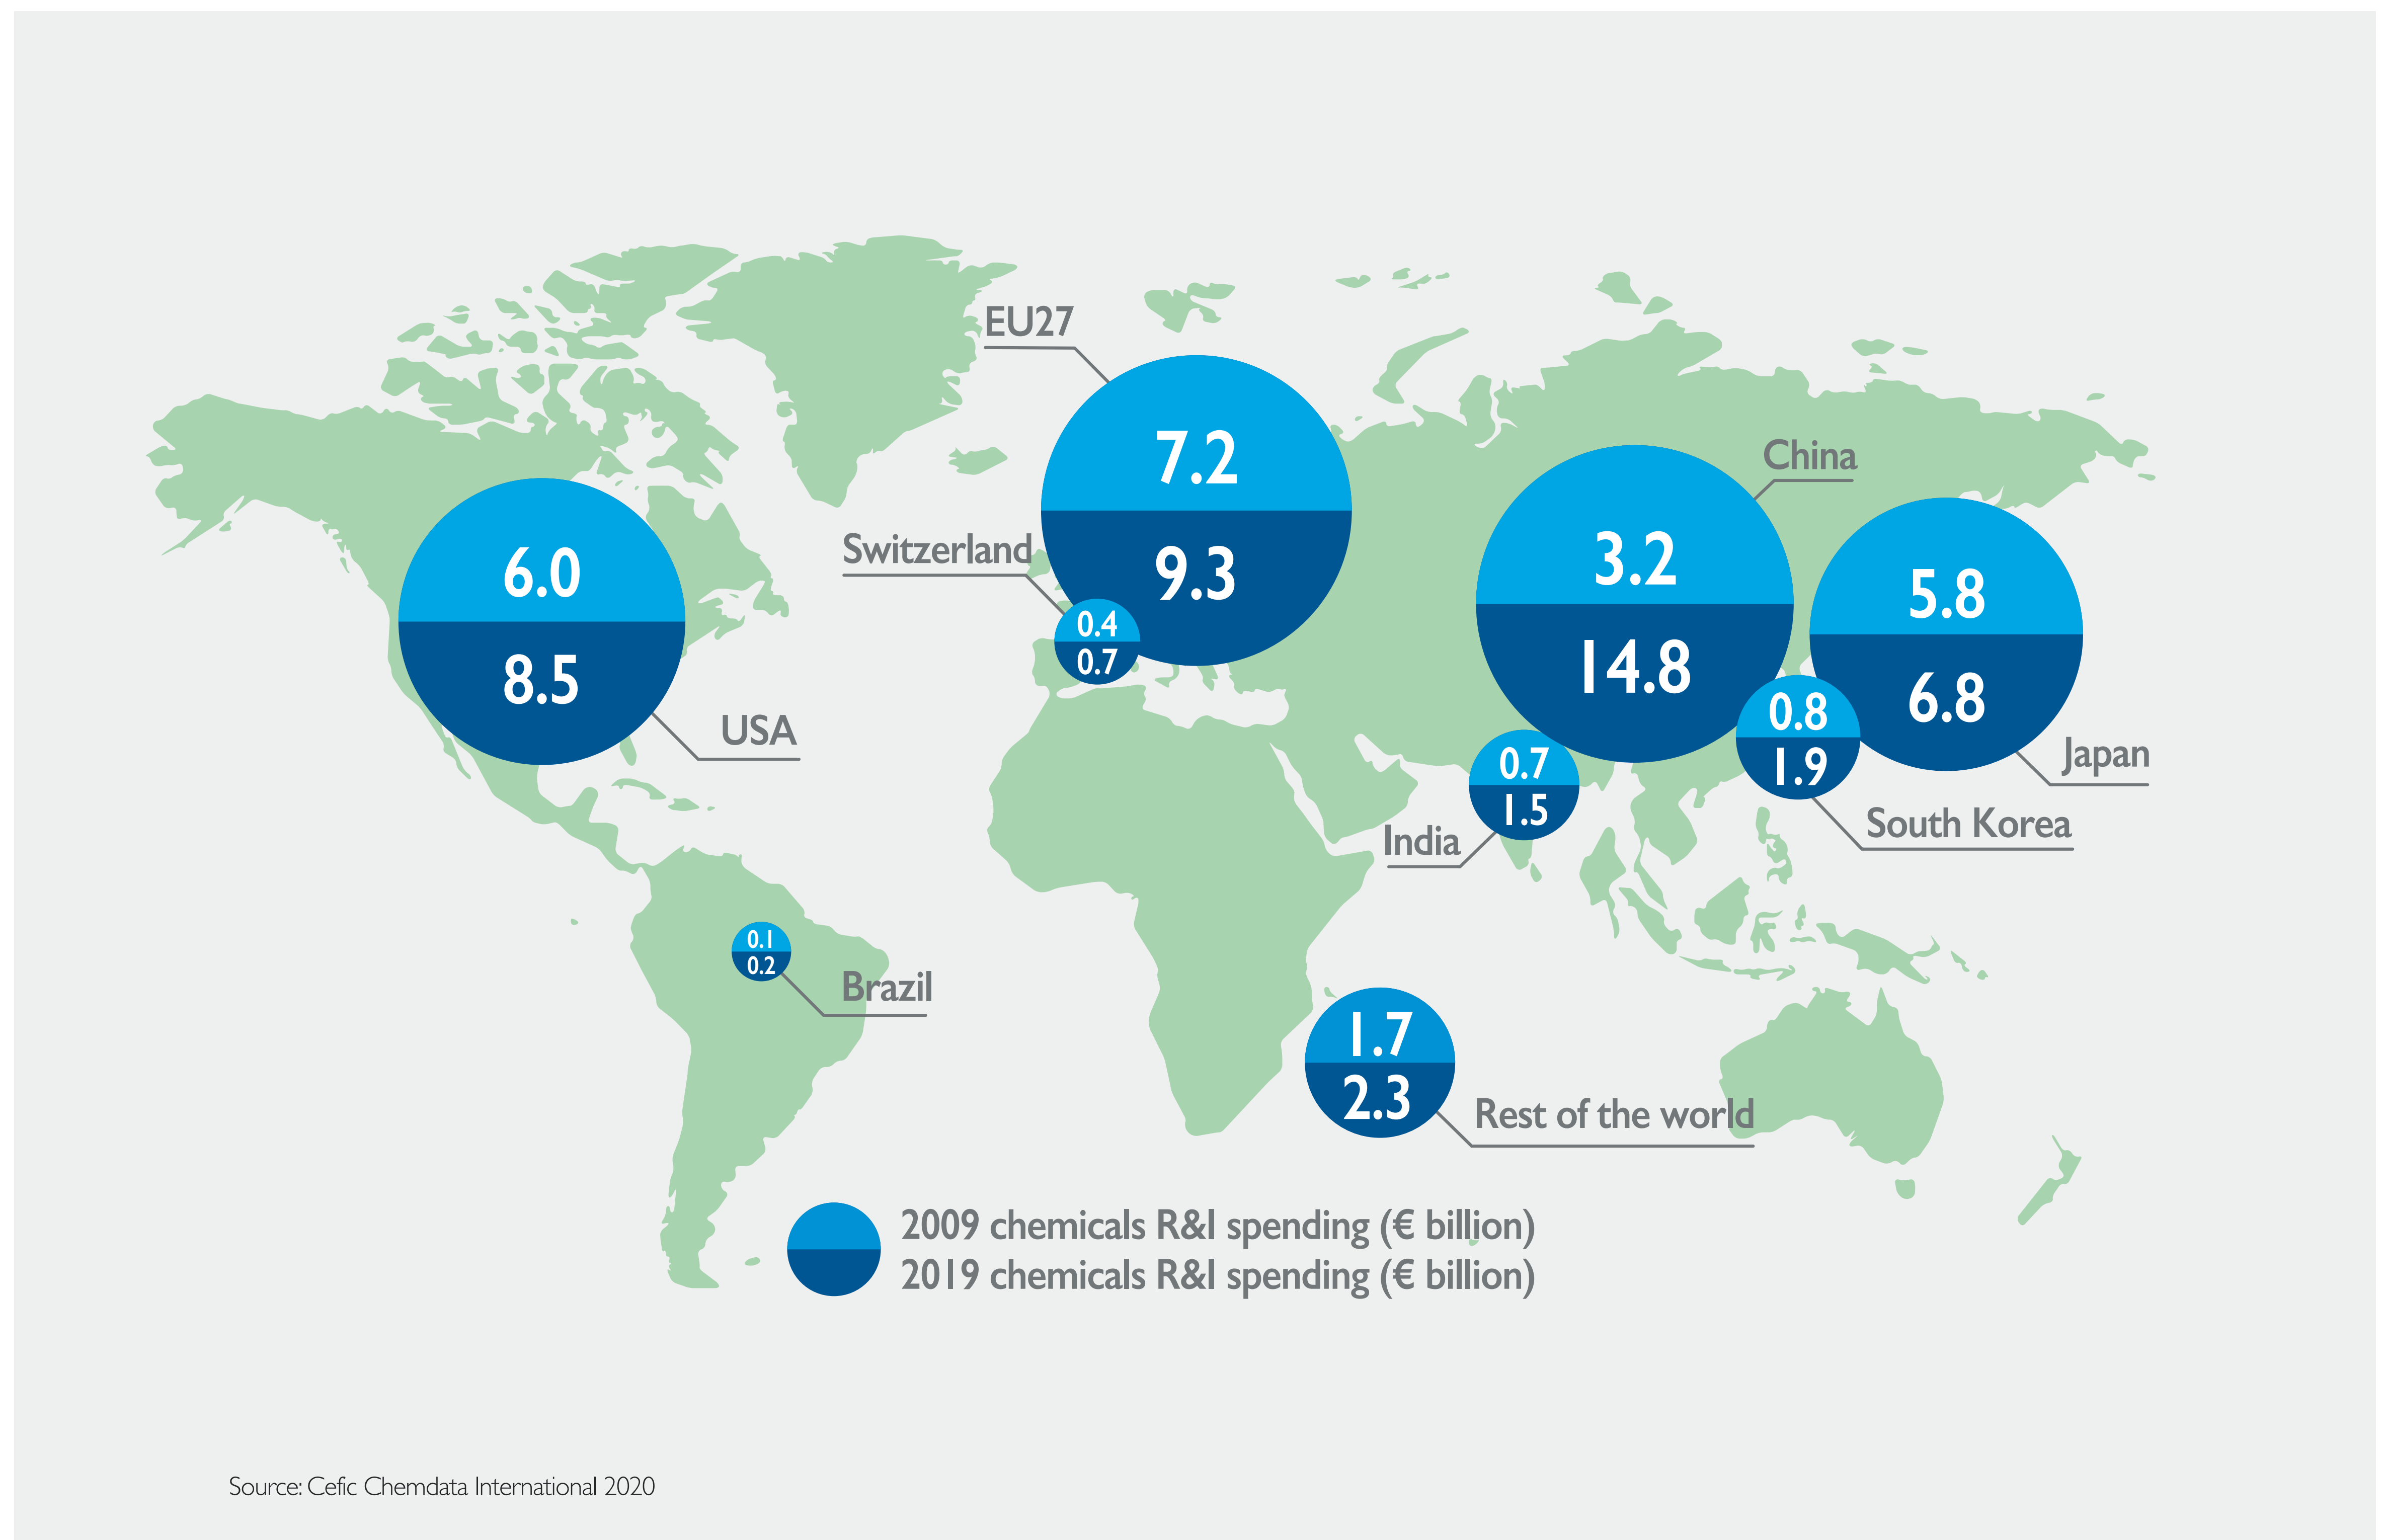 EU27
7.2
9.3
Switzerland
0.4
0.7
China
3.2
14.8
5.8
6.8
Japan
6.0
8.5
USA
0.8
1.9
South Korea
0.7
1.5
India
0.1
0.2
Brazil
1.7
2.3
Rest of the world
2009 chemicals R&I spending (€ billion)
2019 chemicals R&I spending (€ billion)
Source: Cefic Chemdata International 2020